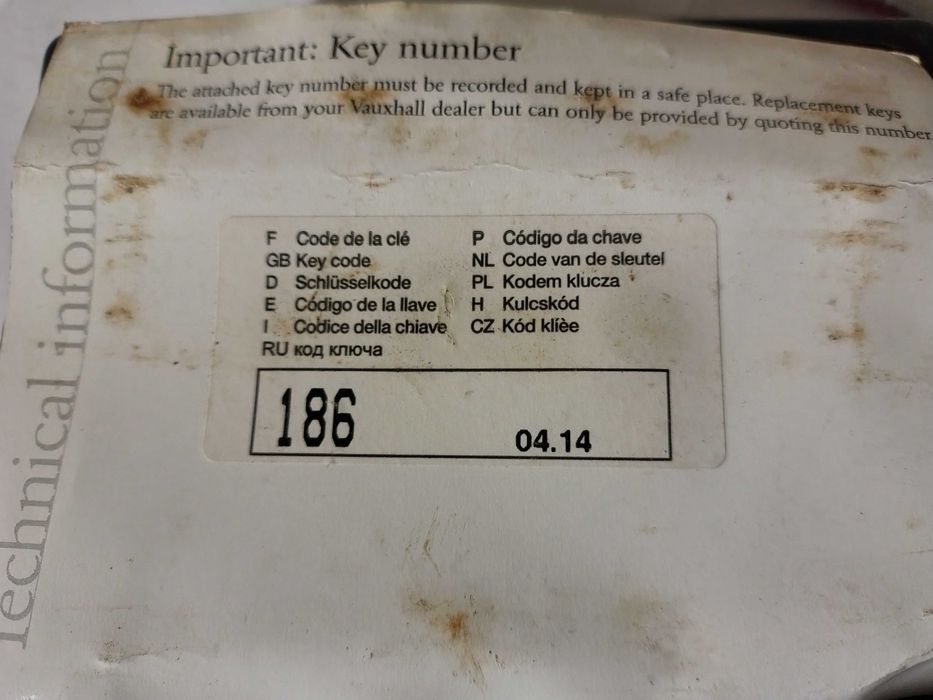 Important: Key number
The attached key number must be recorded and kept in a safe place. Replacement keys
are available from your Vauxhall dealer but can only be provided by quoting this number
Technical information
F Code de la clé
GB Key code
D Schlüsselkode
E Código de la llave
I Codice della chiave
RU код ключа
P Código da chave
NL Code van de sleutel
PL Kodem klucza
H Kulcskód
CZ Kód klíèe
186
04.14